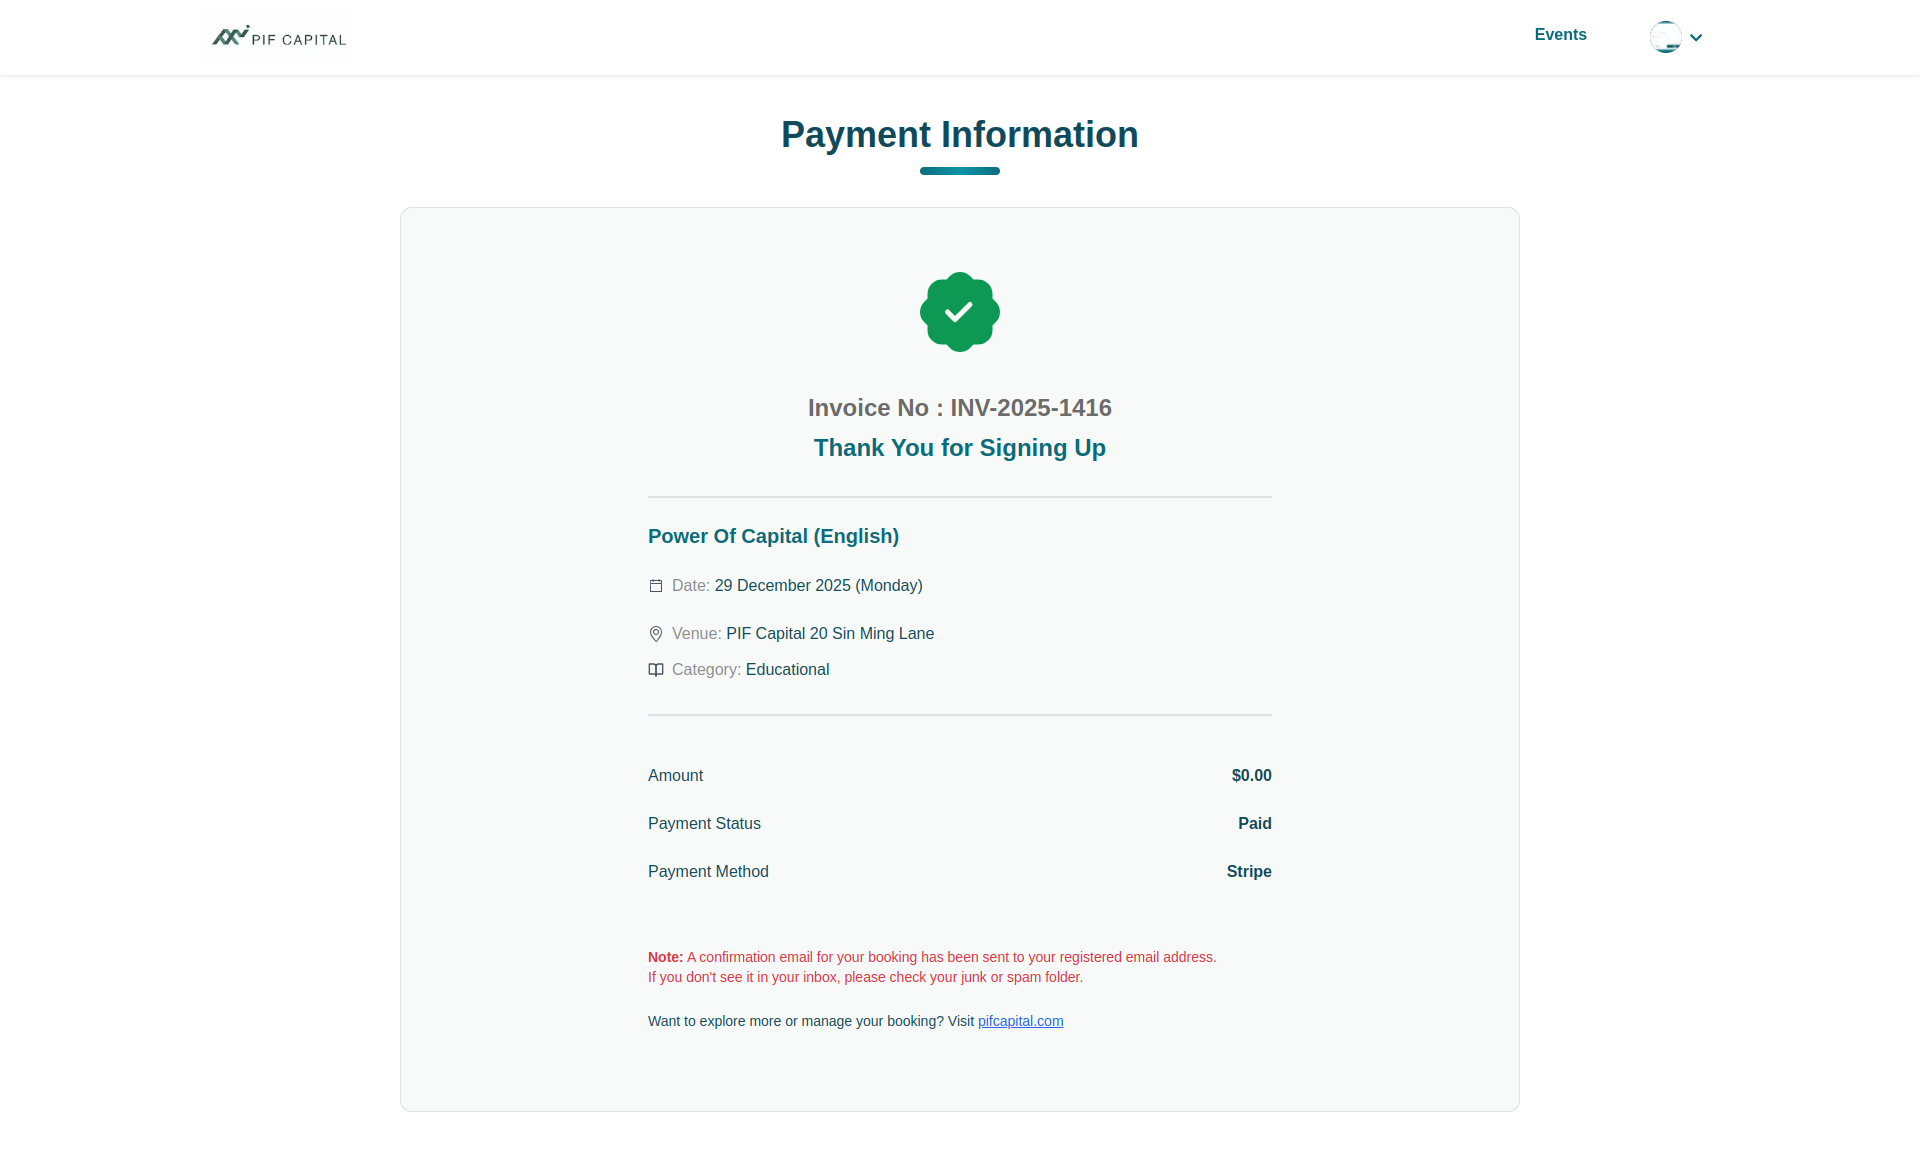 PIF CAPITAL
Events
Payment Information
Invoice No : INV-2025-1416
Thank You for Signing Up
Power Of Capital (English)
Date: 29 December 2025 (Monday)
Venue: PIF Capital 20 Sin Ming Lane
Category: Educational
Amount $0.00
Payment Status Paid
Payment Method Stripe
Note: A confirmation email for your booking has been sent to your registered email address.
If you don't see it in your inbox, please check your junk or spam folder.
Want to explore more or manage your booking? Visit pifcapital.com